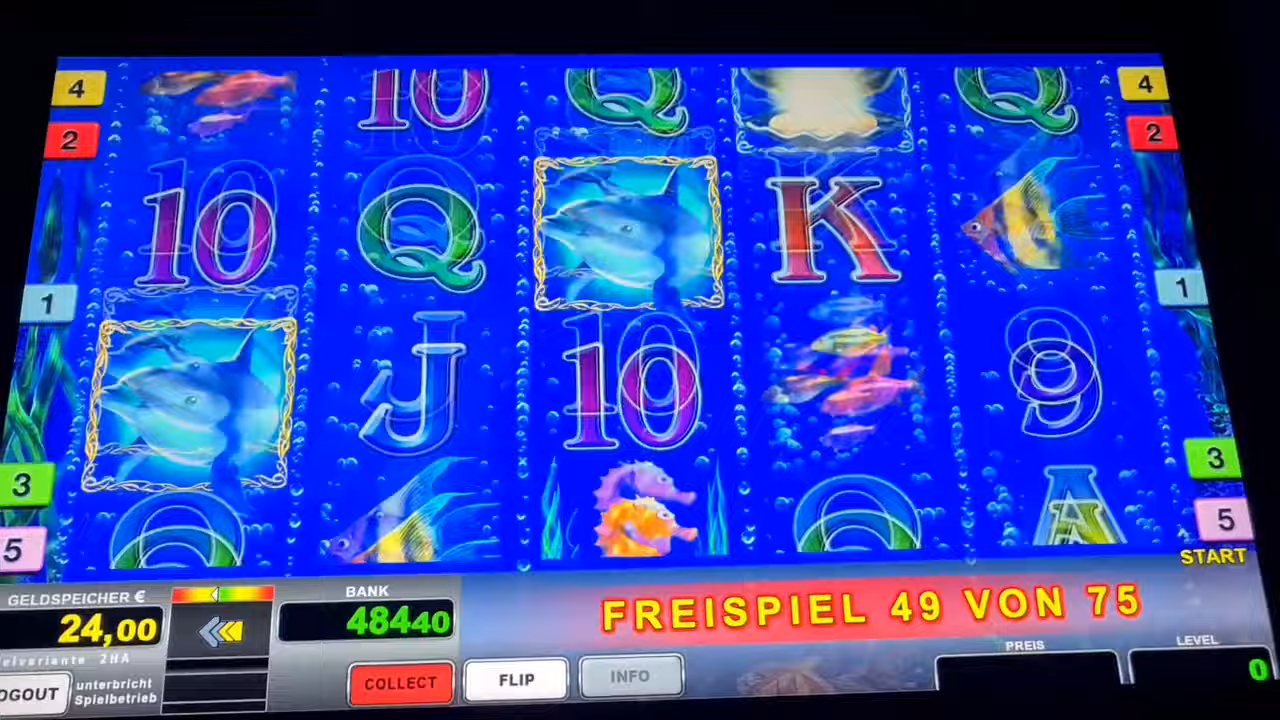 4 10 Q Q 4
2 2
10 Q K
1 1
J 10 9
3 3
Q Q A
5 5
START
GELDSPEICHER €
24,00
BANK
48440
FREISPIEL 49 VON 75
2HA
OGOUT
unterbricht
Spielbetrieb
COLLECT
FLIP
INFO
PREIS
LEVEL
0